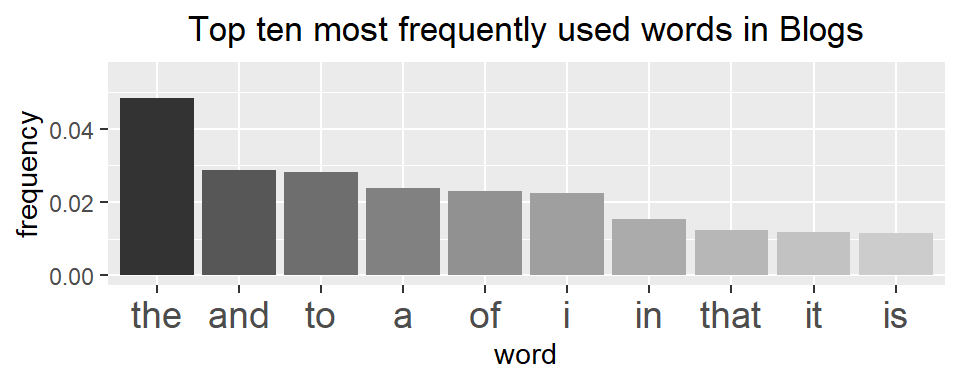 Top ten most frequently used words in Blogs
frequency
0.04
0.02
0.00
the and to a of i in that it is
word